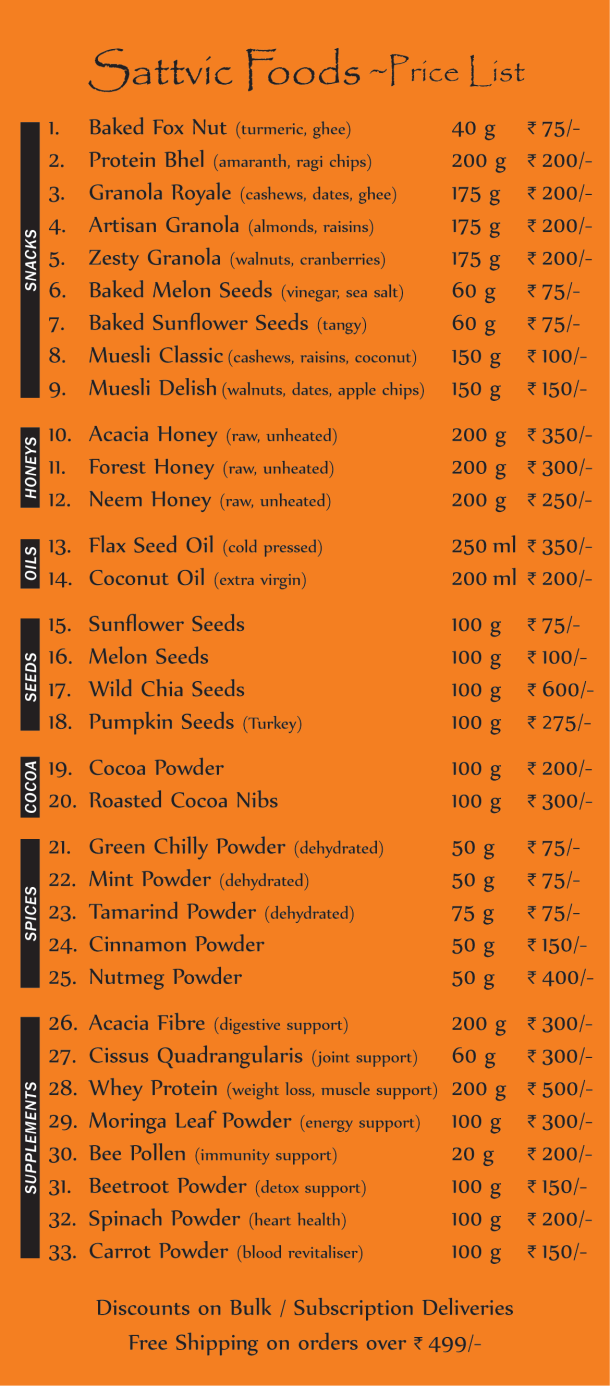 Sattvic Foods ~Price List
SNACKS
1. Baked Fox Nut (turmeric, ghee) 40 g ₹ 75/-
2. Protein Bhel (amaranth, ragi chips) 200 g ₹ 200/-
3. Granola Royale (cashews, dates, ghee) 175 g ₹ 200/-
4. Artisan Granola (almonds, raisins) 175 g ₹ 200/-
5. Zesty Granola (walnuts, cranberries) 175 g ₹ 200/-
6. Baked Melon Seeds (vinegar, sea salt) 60 g ₹ 75/-
7. Baked Sunflower Seeds (tangy) 60 g ₹ 75/-
8. Muesli Classic (cashews, raisins, coconut) 150 g ₹ 100/-
9. Muesli Delish (walnuts, dates, apple chips) 150 g ₹ 150/-
HONEYS
10. Acacia Honey (raw, unheated) 200 g ₹ 350/-
11. Forest Honey (raw, unheated) 200 g ₹ 300/-
12. Neem Honey (raw, unheated) 200 g ₹ 250/-
OILS
13. Flax Seed Oil (cold pressed) 250 ml ₹ 350/-
14. Coconut Oil (extra virgin) 200 ml ₹ 200/-
SEEDS
15. Sunflower Seeds 100 g ₹ 75/-
16. Melon Seeds 100 g ₹ 100/-
17. Wild Chia Seeds 100 g ₹ 600/-
18. Pumpkin Seeds (Turkey) 100 g ₹ 275/-
COCOA
19. Cocoa Powder 100 g ₹ 200/-
20. Roasted Cocoa Nibs 100 g ₹ 300/-
SPICES
21. Green Chilly Powder (dehydrated) 50 g ₹ 75/-
22. Mint Powder (dehydrated) 50 g ₹ 75/-
23. Tamarind Powder (dehydrated) 75 g ₹ 75/-
24. Cinnamon Powder 50 g ₹ 150/-
25. Nutmeg Powder 50 g ₹ 400/-
SUPPLEMENTS
26. Acacia Fibre (digestive support) 200 g ₹ 300/-
27. Cissus Quadrangularis (joint support) 60 g ₹ 300/-
28. Whey Protein (weight loss, muscle support) 200 g ₹ 500/-
29. Moringa Leaf Powder (energy support) 100 g ₹ 300/-
30. Bee Pollen (immunity support) 20 g ₹ 200/-
31. Beetroot Powder (detox support) 100 g ₹ 150/-
32. Spinach Powder (heart health) 100 g ₹ 200/-
33. Carrot Powder (blood revitaliser) 100 g ₹ 150/-
Discounts on Bulk / Subscription Deliveries
Free Shipping on orders over ₹ 499/-